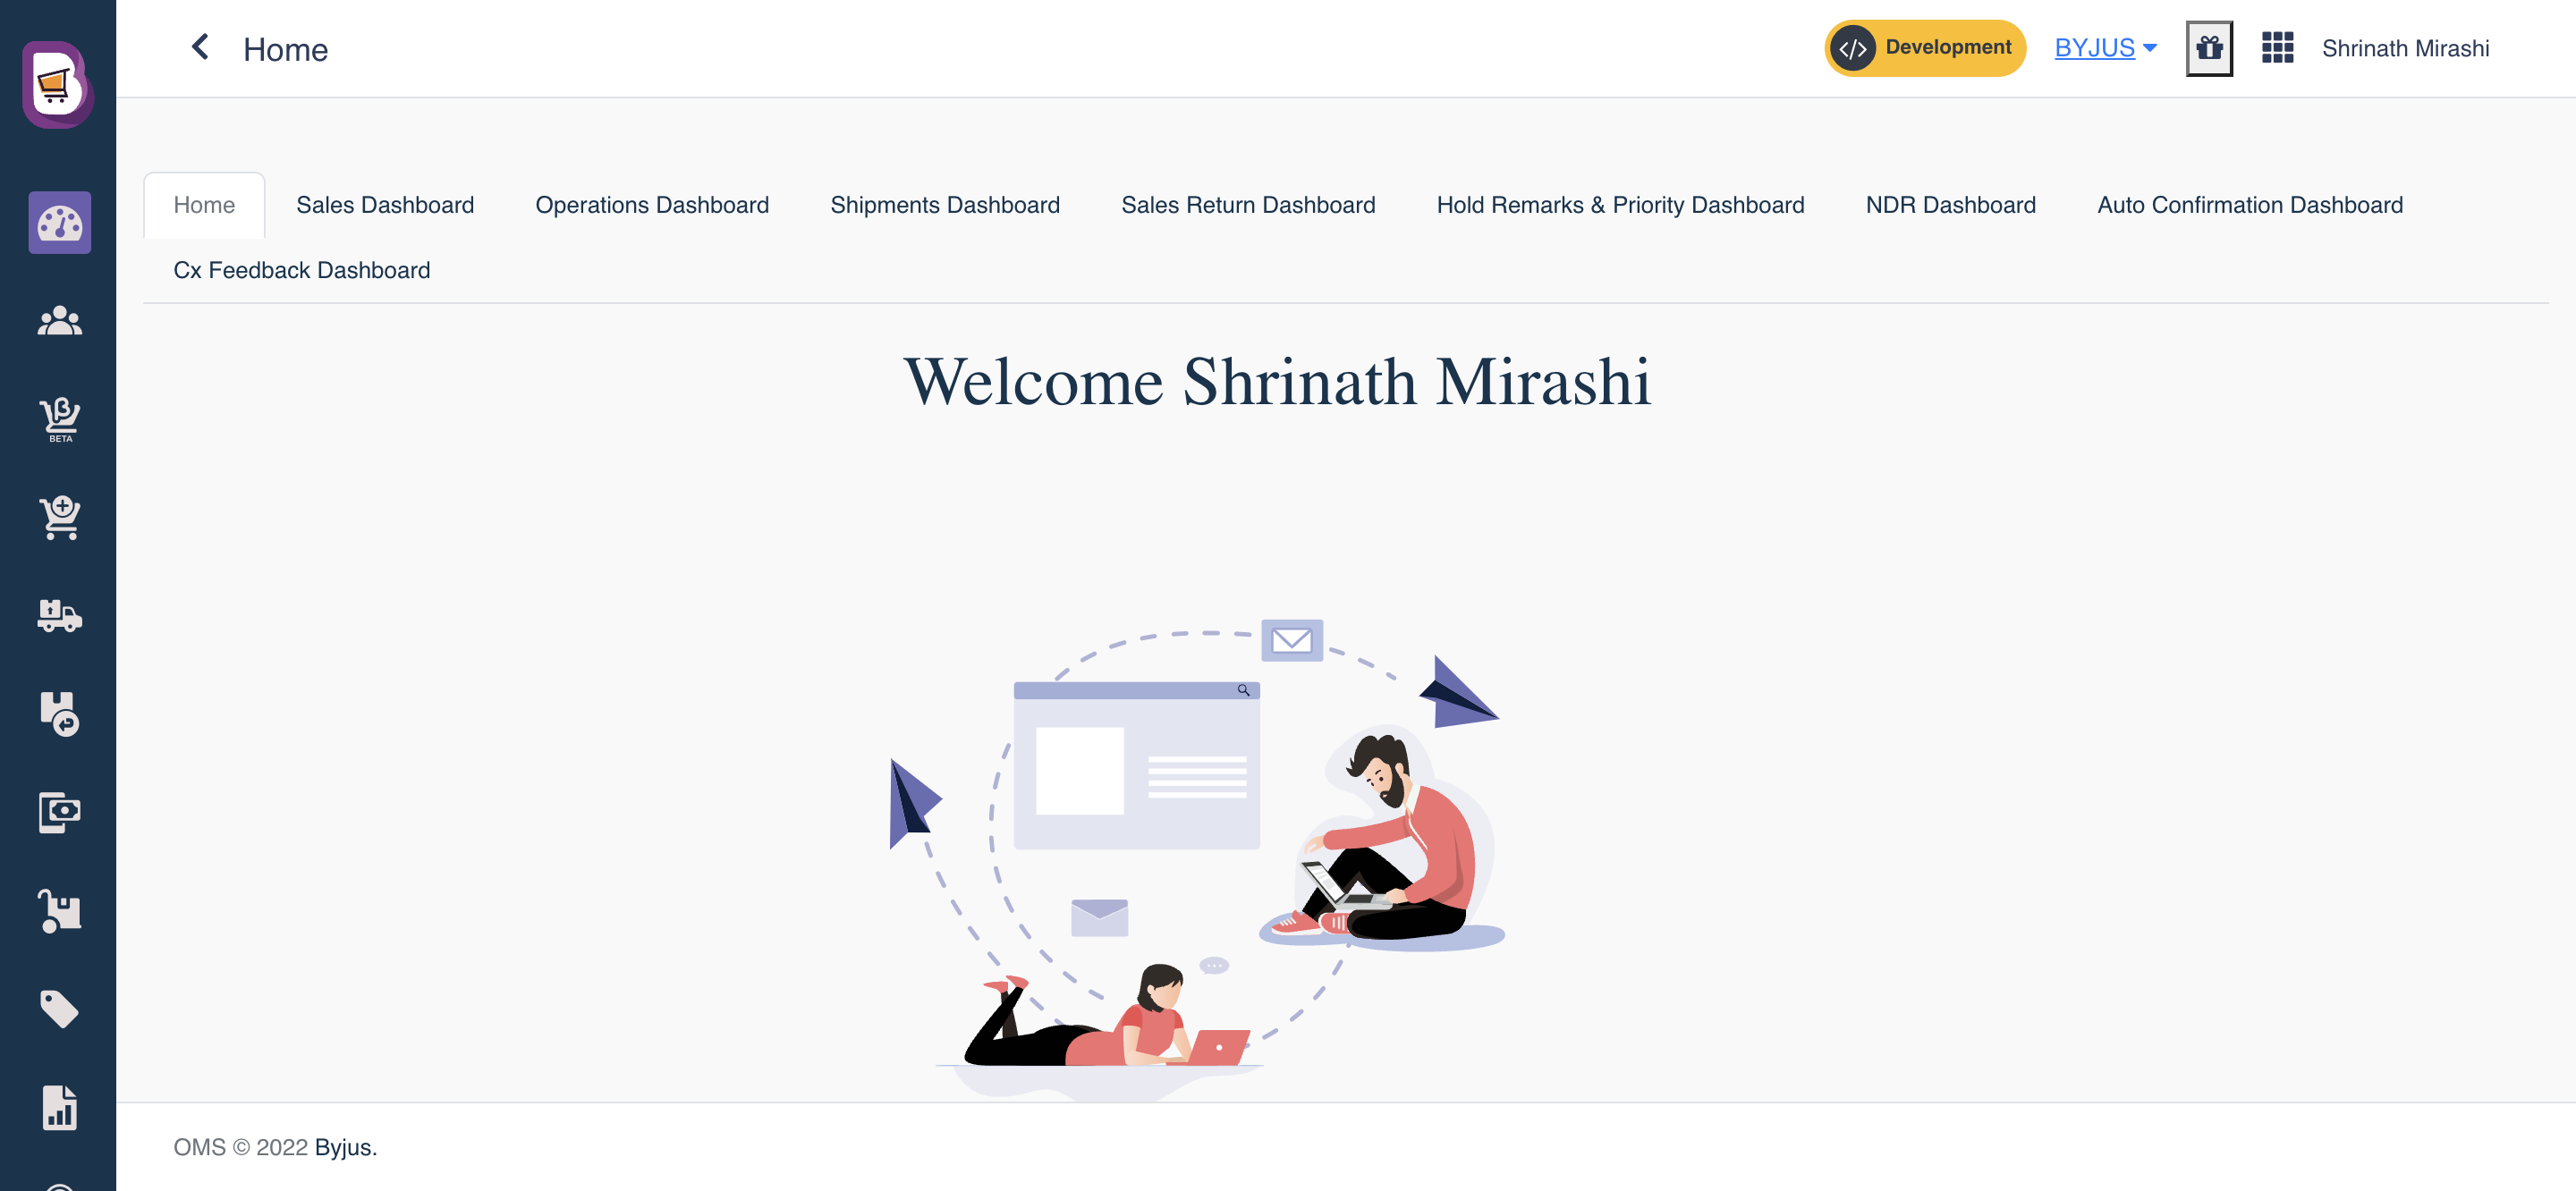 Home
</> Development
BYJUS
Shrinath Mirashi
Home
Sales Dashboard
Operations Dashboard
Shipments Dashboard
Sales Return Dashboard
Hold Remarks & Priority Dashboard
NDR Dashboard
Auto Confirmation Dashboard
Cx Feedback Dashboard
Welcome Shrinath Mirashi
β
BETA
OMS © 2022 Byjus.